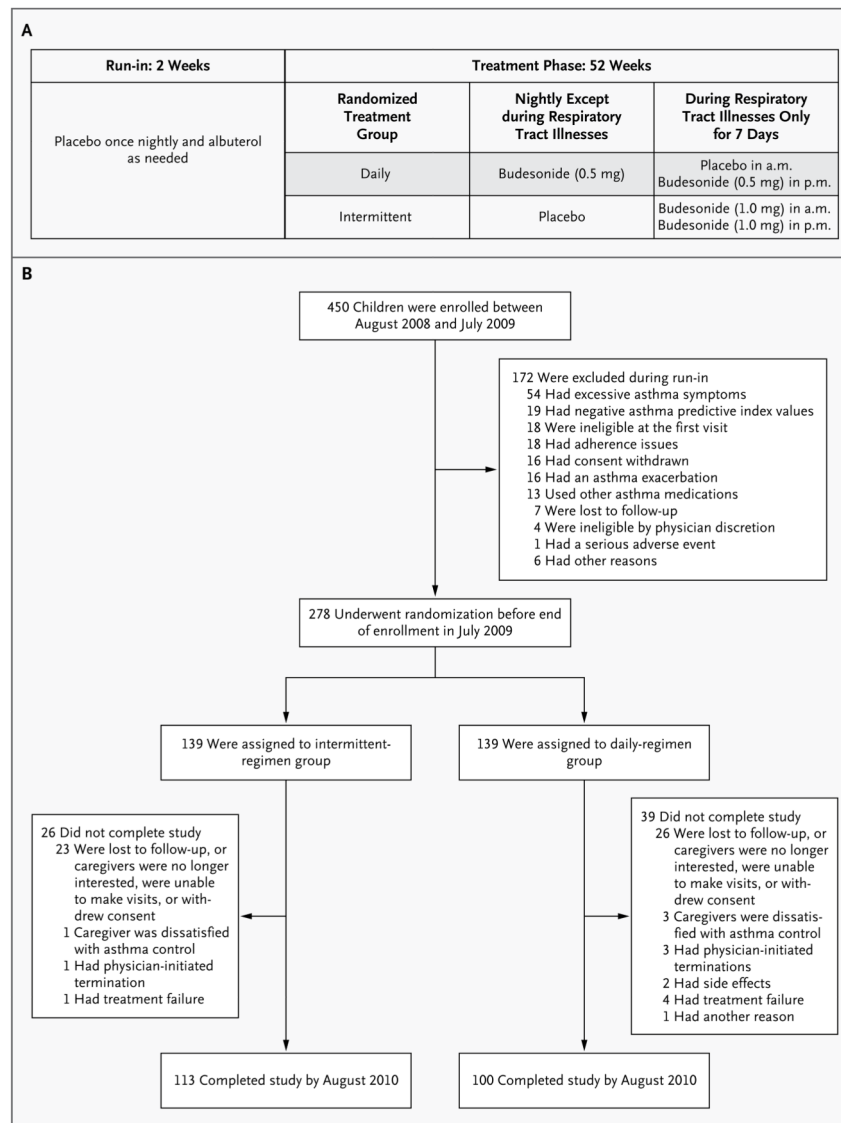 A
Run-in: 2 Weeks
Treatment Phase: 52 Weeks
Placebo once nightly and albuterol
as needed
Randomized
Treatment
Group
Nightly Except
during Respiratory
Tract Illnesses
During Respiratory
Tract Illnesses Only
for 7 Days
Daily
Budesonide (0.5 mg)
Placebo in a.m.
Budesonide (0.5 mg) in p.m.
Intermittent
Placebo
Budesonide (1.0 mg) in a.m.
Budesonide (1.0 mg) in p.m.
B
450 Children were enrolled between
August 2008 and July 2009
172 Were excluded during run-in
54 Had excessive asthma symptoms
19 Had negative asthma predictive index values
18 Were ineligible at the first visit
18 Had adherence issues
16 Had consent withdrawn
16 Had an asthma exacerbation
13 Used other asthma medications
7 Were lost to follow-up
4 Were ineligible by physician discretion
1 Had a serious adverse event
6 Had other reasons
278 Underwent randomization before end
of enrollment in July 2009
139 Were assigned to intermittent-
regimen group
139 Were assigned to daily-regimen
group
26 Did not complete study
23 Were lost to follow-up, or
caregivers were no longer
interested, were unable
to make visits, or with-
drew consent
1 Caregiver was dissatisfied
with asthma control
1 Had physician-initiated
termination
1 Had treatment failure
39 Did not complete study
26 Were lost to follow-up, or
caregivers were no longer
interested, were unable
to make visits, or with-
drew consent
3 Caregivers were dissatis-
fied with asthma control
3 Had physician-initiated
terminations
2 Had side effects
4 Had treatment failure
1 Had another reason
113 Completed study by August 2010
100 Completed study by August 2010